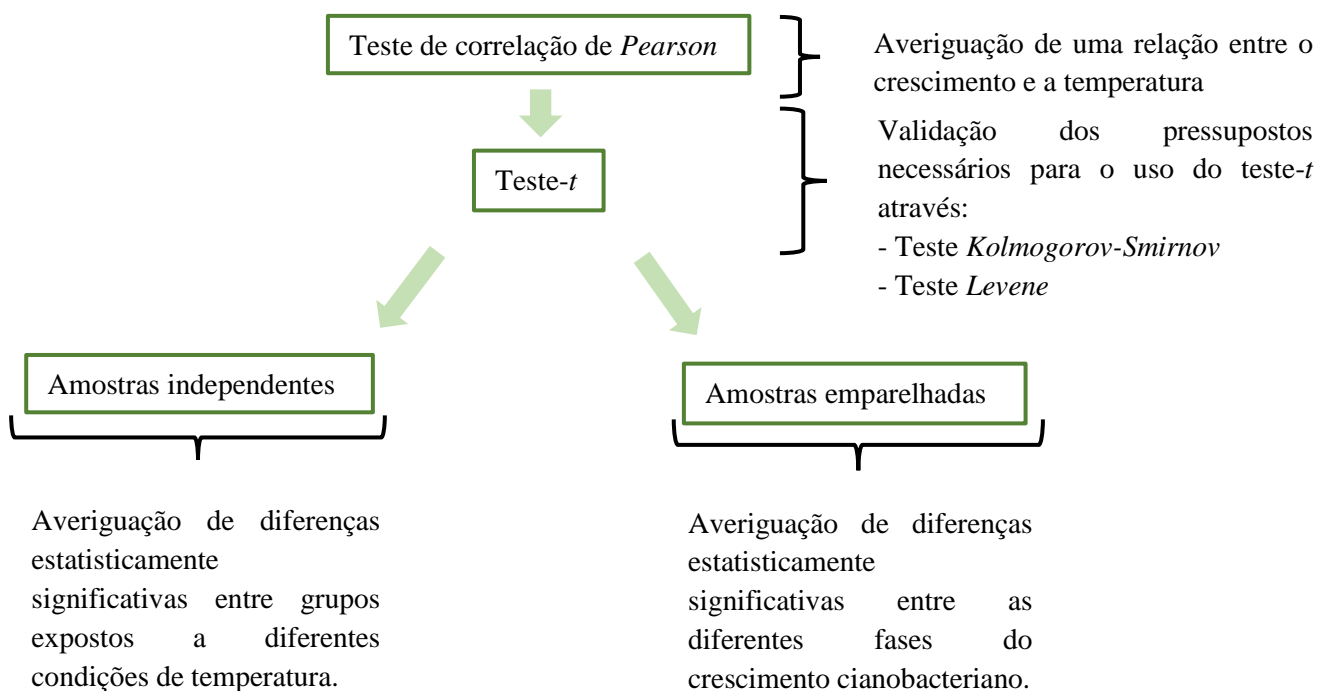 Teste de correlação de Pearson
Averiguação de uma relação entre o
crescimento e a temperatura
Teste-t
Validação dos pressupostos
necessários para o uso do teste-t
através:
- Teste Kolmogorov-Smirnov
- Teste Levene
Amostras independentes
Averiguação de diferenças
estatisticamente
significativas entre grupos
expostos a diferentes
condições de temperatura.
Amostras emparelhadas
Averiguação de diferenças
estatisticamente
significativas entre as
diferentes fases do
crescimento cianobacteriano.